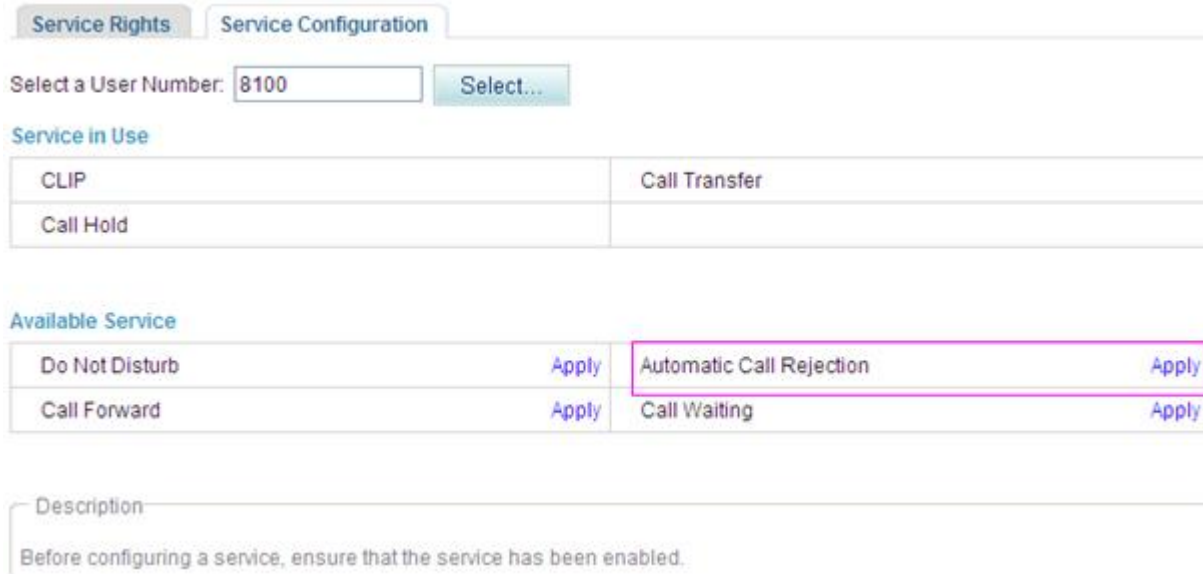 Service Rights Service Configuration
Select a User Number: 8100 Select...
Service in Use
CLIP Call Transfer
Call Hold
Available Service
Do Not Disturb Apply Automatic Call Rejection Apply
Call Forward Apply Call Waiting Apply
Description
Before configuring a service, ensure that the service has been enabled.